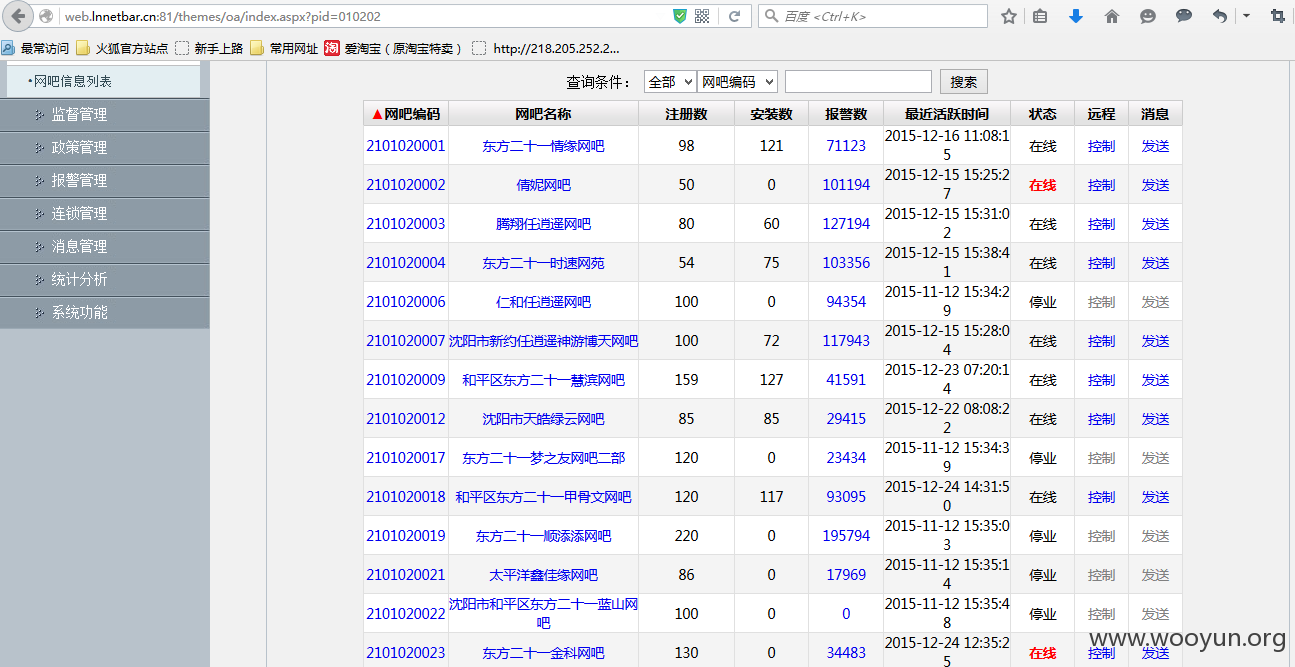 web.lnnetbar.cn:81/themes/oa/index.aspx?pid=010202
百度 <Ctrl+K>
最常访问 火狐官方站点 新手上路 常用网址 淘 爱淘宝（原淘宝特卖） http://218.205.252.2...
•网吧信息列表
监督管理
政策管理
报警管理
连锁管理
消息管理
统计分析
系统功能
查询条件： 全部 网吧编码 搜索
▲网吧编码 网吧名称 注册数 安装数 报警数 最近活跃时间 状态 远程 消息
2101020001 东方二十一情缘网吧 98 121 71123 2015-12-16 11:08:15 在线 控制 发送
2101020002 倩妮网吧 50 0 101194 2015-12-15 15:25:27 在线 控制 发送
2101020003 腾翔任逍遥网吧 80 60 127194 2015-12-15 15:31:02 在线 控制 发送
2101020004 东方二十一时速网苑 54 75 103356 2015-12-15 15:38:41 在线 控制 发送
2101020006 仁和任逍遥网吧 100 0 94354 2015-11-12 15:34:29 停业 控制 发送
2101020007 沈阳市新约任逍遥神游博天网吧 100 72 117943 2015-12-15 15:28:04 在线 控制 发送
2101020009 和平区东方二十一慧滨网吧 159 127 41591 2015-12-23 07:20:14 在线 控制 发送
2101020012 沈阳市天皓绿云网吧 85 85 29415 2015-12-22 08:08:22 在线 控制 发送
2101020017 东方二十一梦之友网吧二部 120 0 23434 2015-11-12 15:34:39 停业 控制 发送
2101020018 和平区东方二十一甲骨文网吧 120 117 93095 2015-12-24 14:31:50 在线 控制 发送
2101020019 东方二十一顺添添网吧 220 0 195794 2015-11-12 15:35:03 停业 控制 发送
2101020021 太平洋鑫佳缘网吧 86 0 17969 2015-11-12 15:35:14 停业 控制 发送
2101020022 沈阳市和平区东方二十一蓝山网吧 100 0 0 2015-11-12 15:35:48 停业 控制 发送
2101020023 东方二十一金科网吧 130 0 34483 2015-12-24 12:35:25 在线 控制 发送
www.wooyun.org